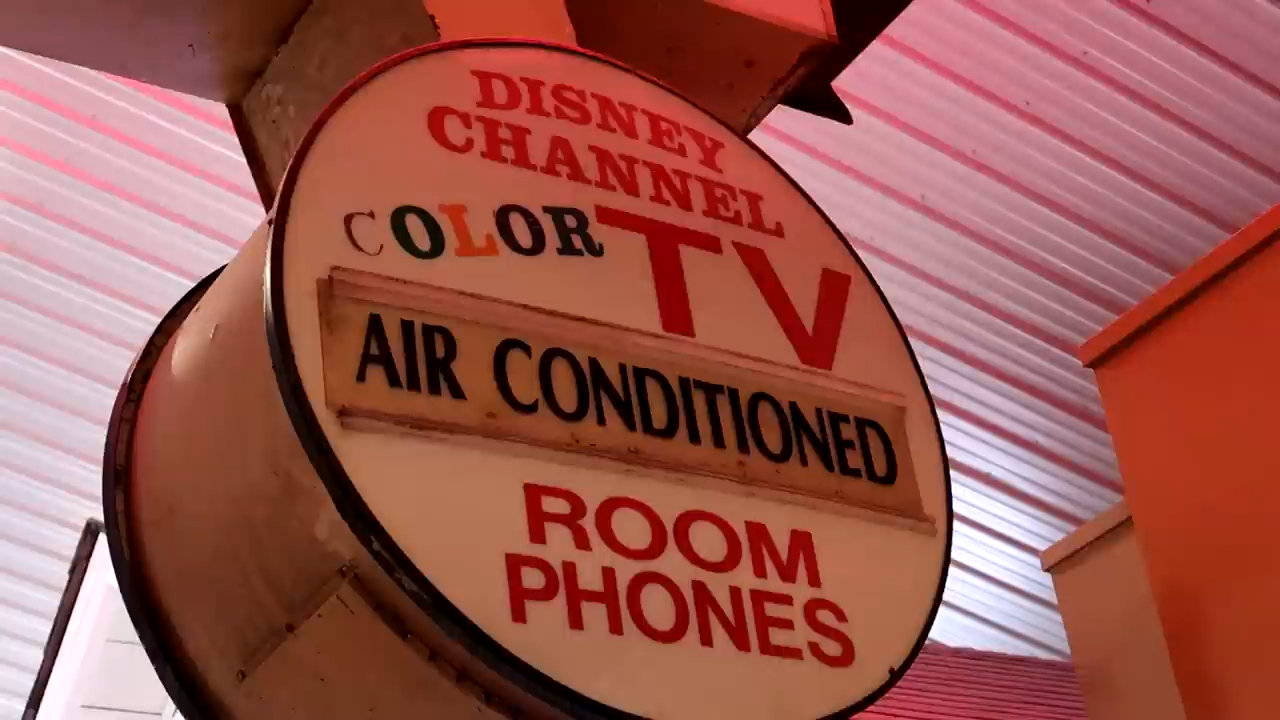 DISNEY
CHANNEL
COLOR TV
AIR CONDITIONED
ROOM
PHONES